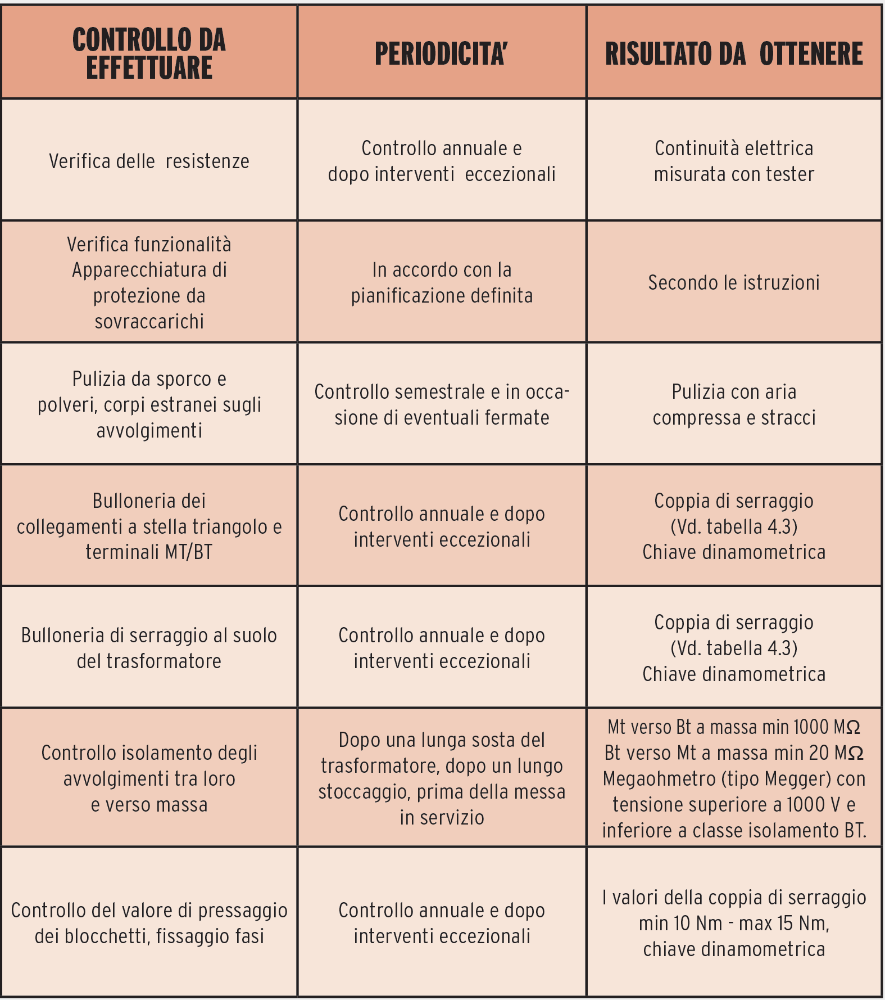 CONTROLLO DA
EFFETTUARE
PERIODICITA'
RISULTATO DA OTTENERE
Verifica delle resistenze
Controllo annuale e
dopo interventi eccezionali
Continuità elettrica
misurata con tester
Verifica funzionalità
Apparecchiatura di
protezione da
sovraccarichi
In accordo con la
pianificazione definita
Secondo le istruzioni
Pulizia da sporco e
polveri, corpi estranei sugli
avvolgimenti
Controllo semestrale e in occa-
sione di eventuali fermate
Pulizia con aria
compressa e stracci
Bulloneria dei
collegamenti a stella triangolo e
terminali MT/BT
Controllo annuale e dopo
interventi eccezionali
Coppia di serraggio
(Vd. tabella 4.3)
Chiave dinamometrica
Bulloneria di serraggio al suolo
del trasformatore
Controllo annuale e dopo
interventi eccezionali
Coppia di serraggio
(Vd. tabella 4.3)
Chiave dinamometrica
Controllo isolamento degli
avvolgimenti tra loro
e verso massa
Dopo una lunga sosta del
trasformatore, dopo un lungo
stoccaggio, prima della messa
in servizio
Mt verso Bt a massa min 1000 MΩ
Bt verso Mt a massa min 20 MΩ
Megaohmetro (tipo Megger) con
tensione superiore a 1000 V e
inferiore a classe isolamento BT.
Controllo del valore di pressaggio
dei blocchetti, fissaggio fasi
Controllo annuale e dopo
interventi eccezionali
I valori della coppia di serraggio
min 10 Nm - max 15 Nm,
chiave dinamometrica